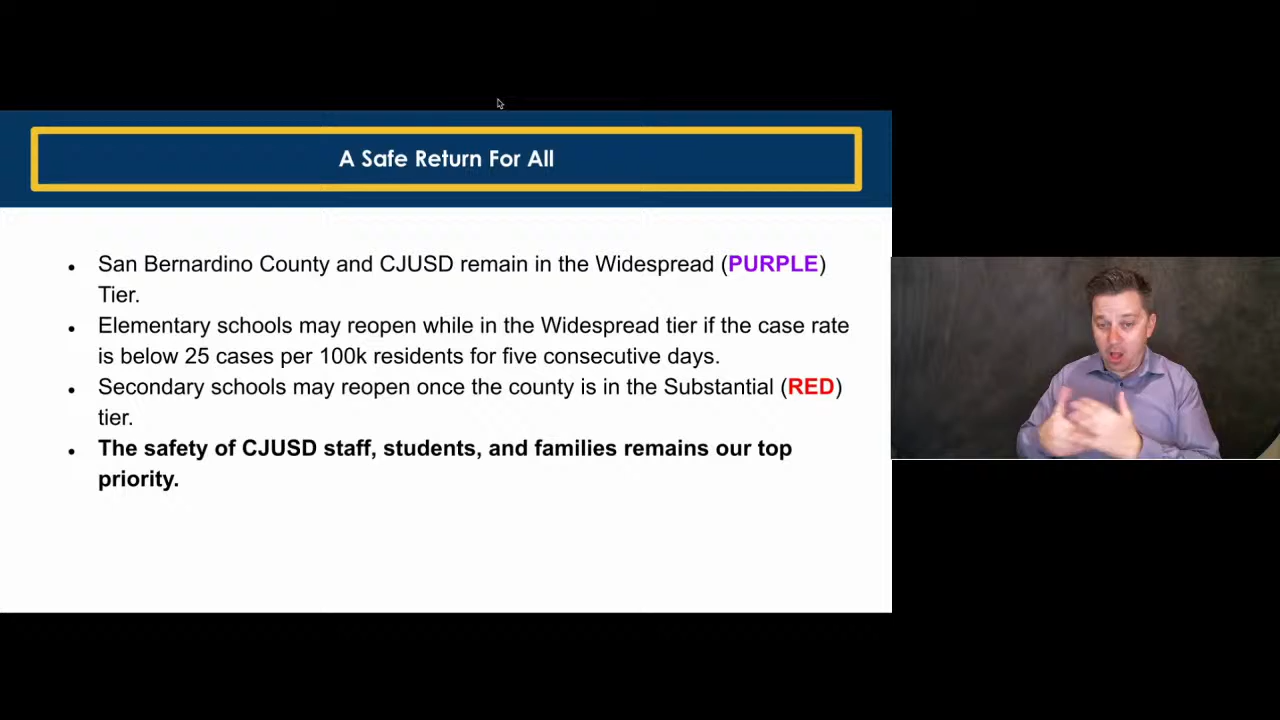 A Safe Return For All
• San Bernardino County and CJUSD remain in the Widespread (PURPLE)
Tier.
• Elementary schools may reopen while in the Widespread tier if the case rate
is below 25 cases per 100k residents for five consecutive days.
• Secondary schools may reopen once the county is in the Substantial (RED)
tier.
• The safety of CJUSD staff, students, and families remains our top
priority.